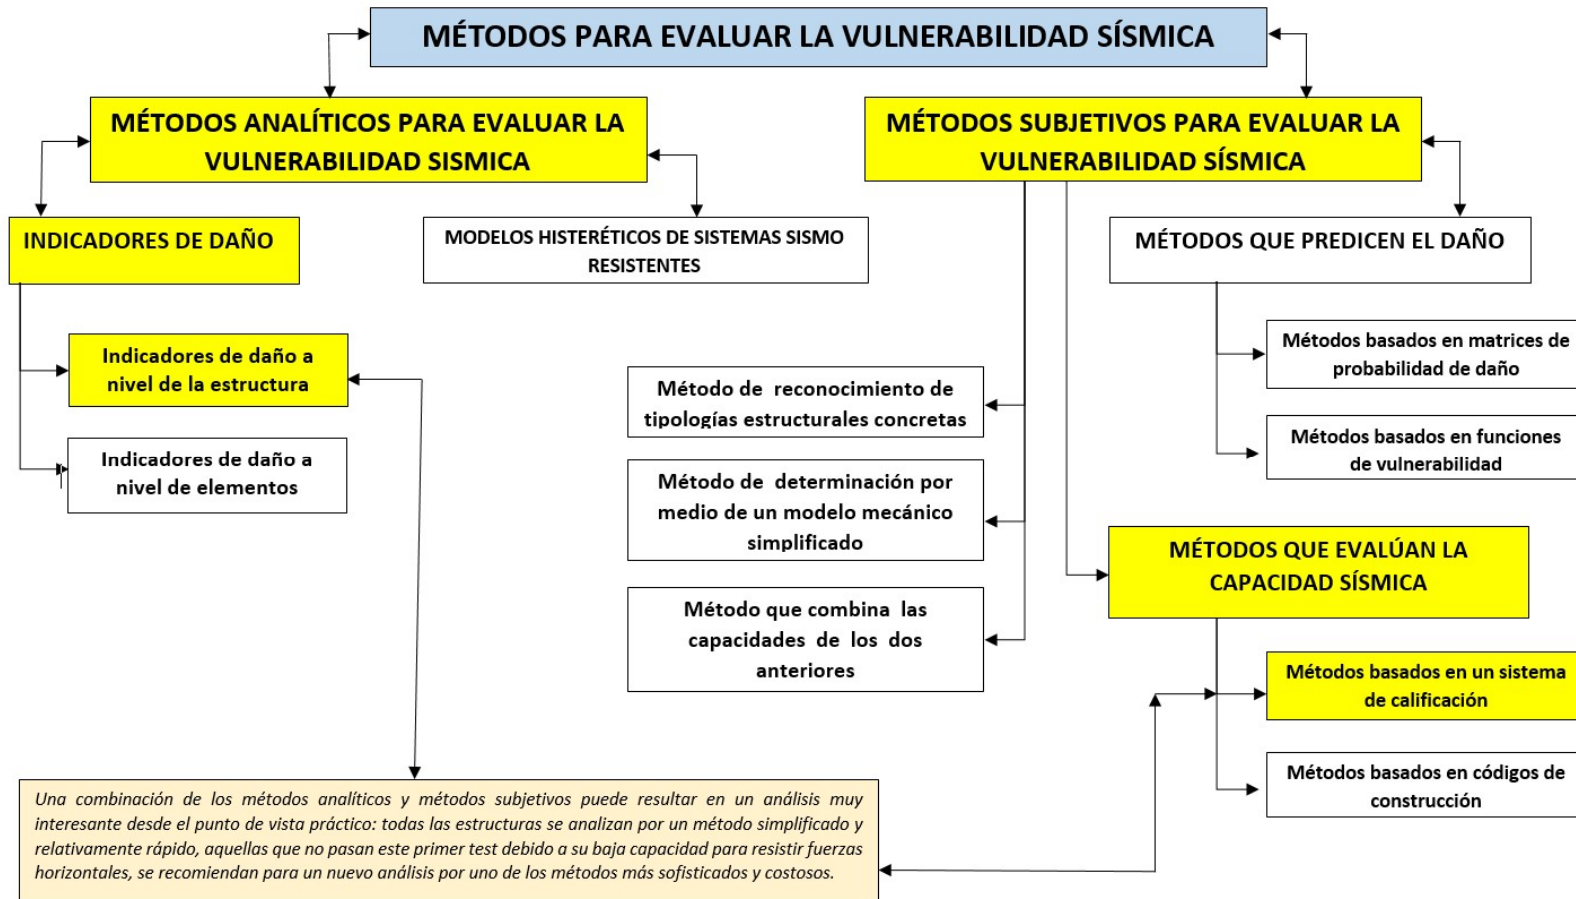 MÉTODOS PARA EVALUAR LA VULNERABILIDAD SÍSMICA
MÉTODOS ANALÍTICOS PARA EVALUAR LA
VULNERABILIDAD SISMICA
MÉTODOS SUBJETIVOS PARA EVALUAR LA
VULNERABILIDAD SÍSMICA
INDICADORES DE DAÑO
MODELOS HISTERÉTICOS DE SISTEMAS SISMO
RESISTENTES
MÉTODOS QUE PREDICEN EL DAÑO
Indicadores de daño a
nivel de la estructura
Indicadores de daño a
nivel de elementos
Método de reconocimiento de
tipologías estructurales concretas
Método de determinación por
medio de un modelo mecánico
simplificado
Método que combina las
capacidades de los dos
anteriores
Métodos basados en matrices de
probabilidad de daño
Métodos basados en funciones
de vulnerabilidad
MÉTODOS QUE EVALÚAN LA
CAPACIDAD SÍSMICA
Métodos basados en un sistema
de calificación
Métodos basados en códigos de
construcción
Una combinación de los métodos analíticos y métodos subjetivos puede resultar en un análisis muy
interesante desde el punto de vista práctico: todas las estructuras se analizan por un método simplificado y
relativamente rápido, aquellas que no pasan este primer test debido a su baja capacidad para resistir fuerzas
horizontales, se recomiendan para un nuevo análisis por uno de los métodos más sofisticados y costosos.